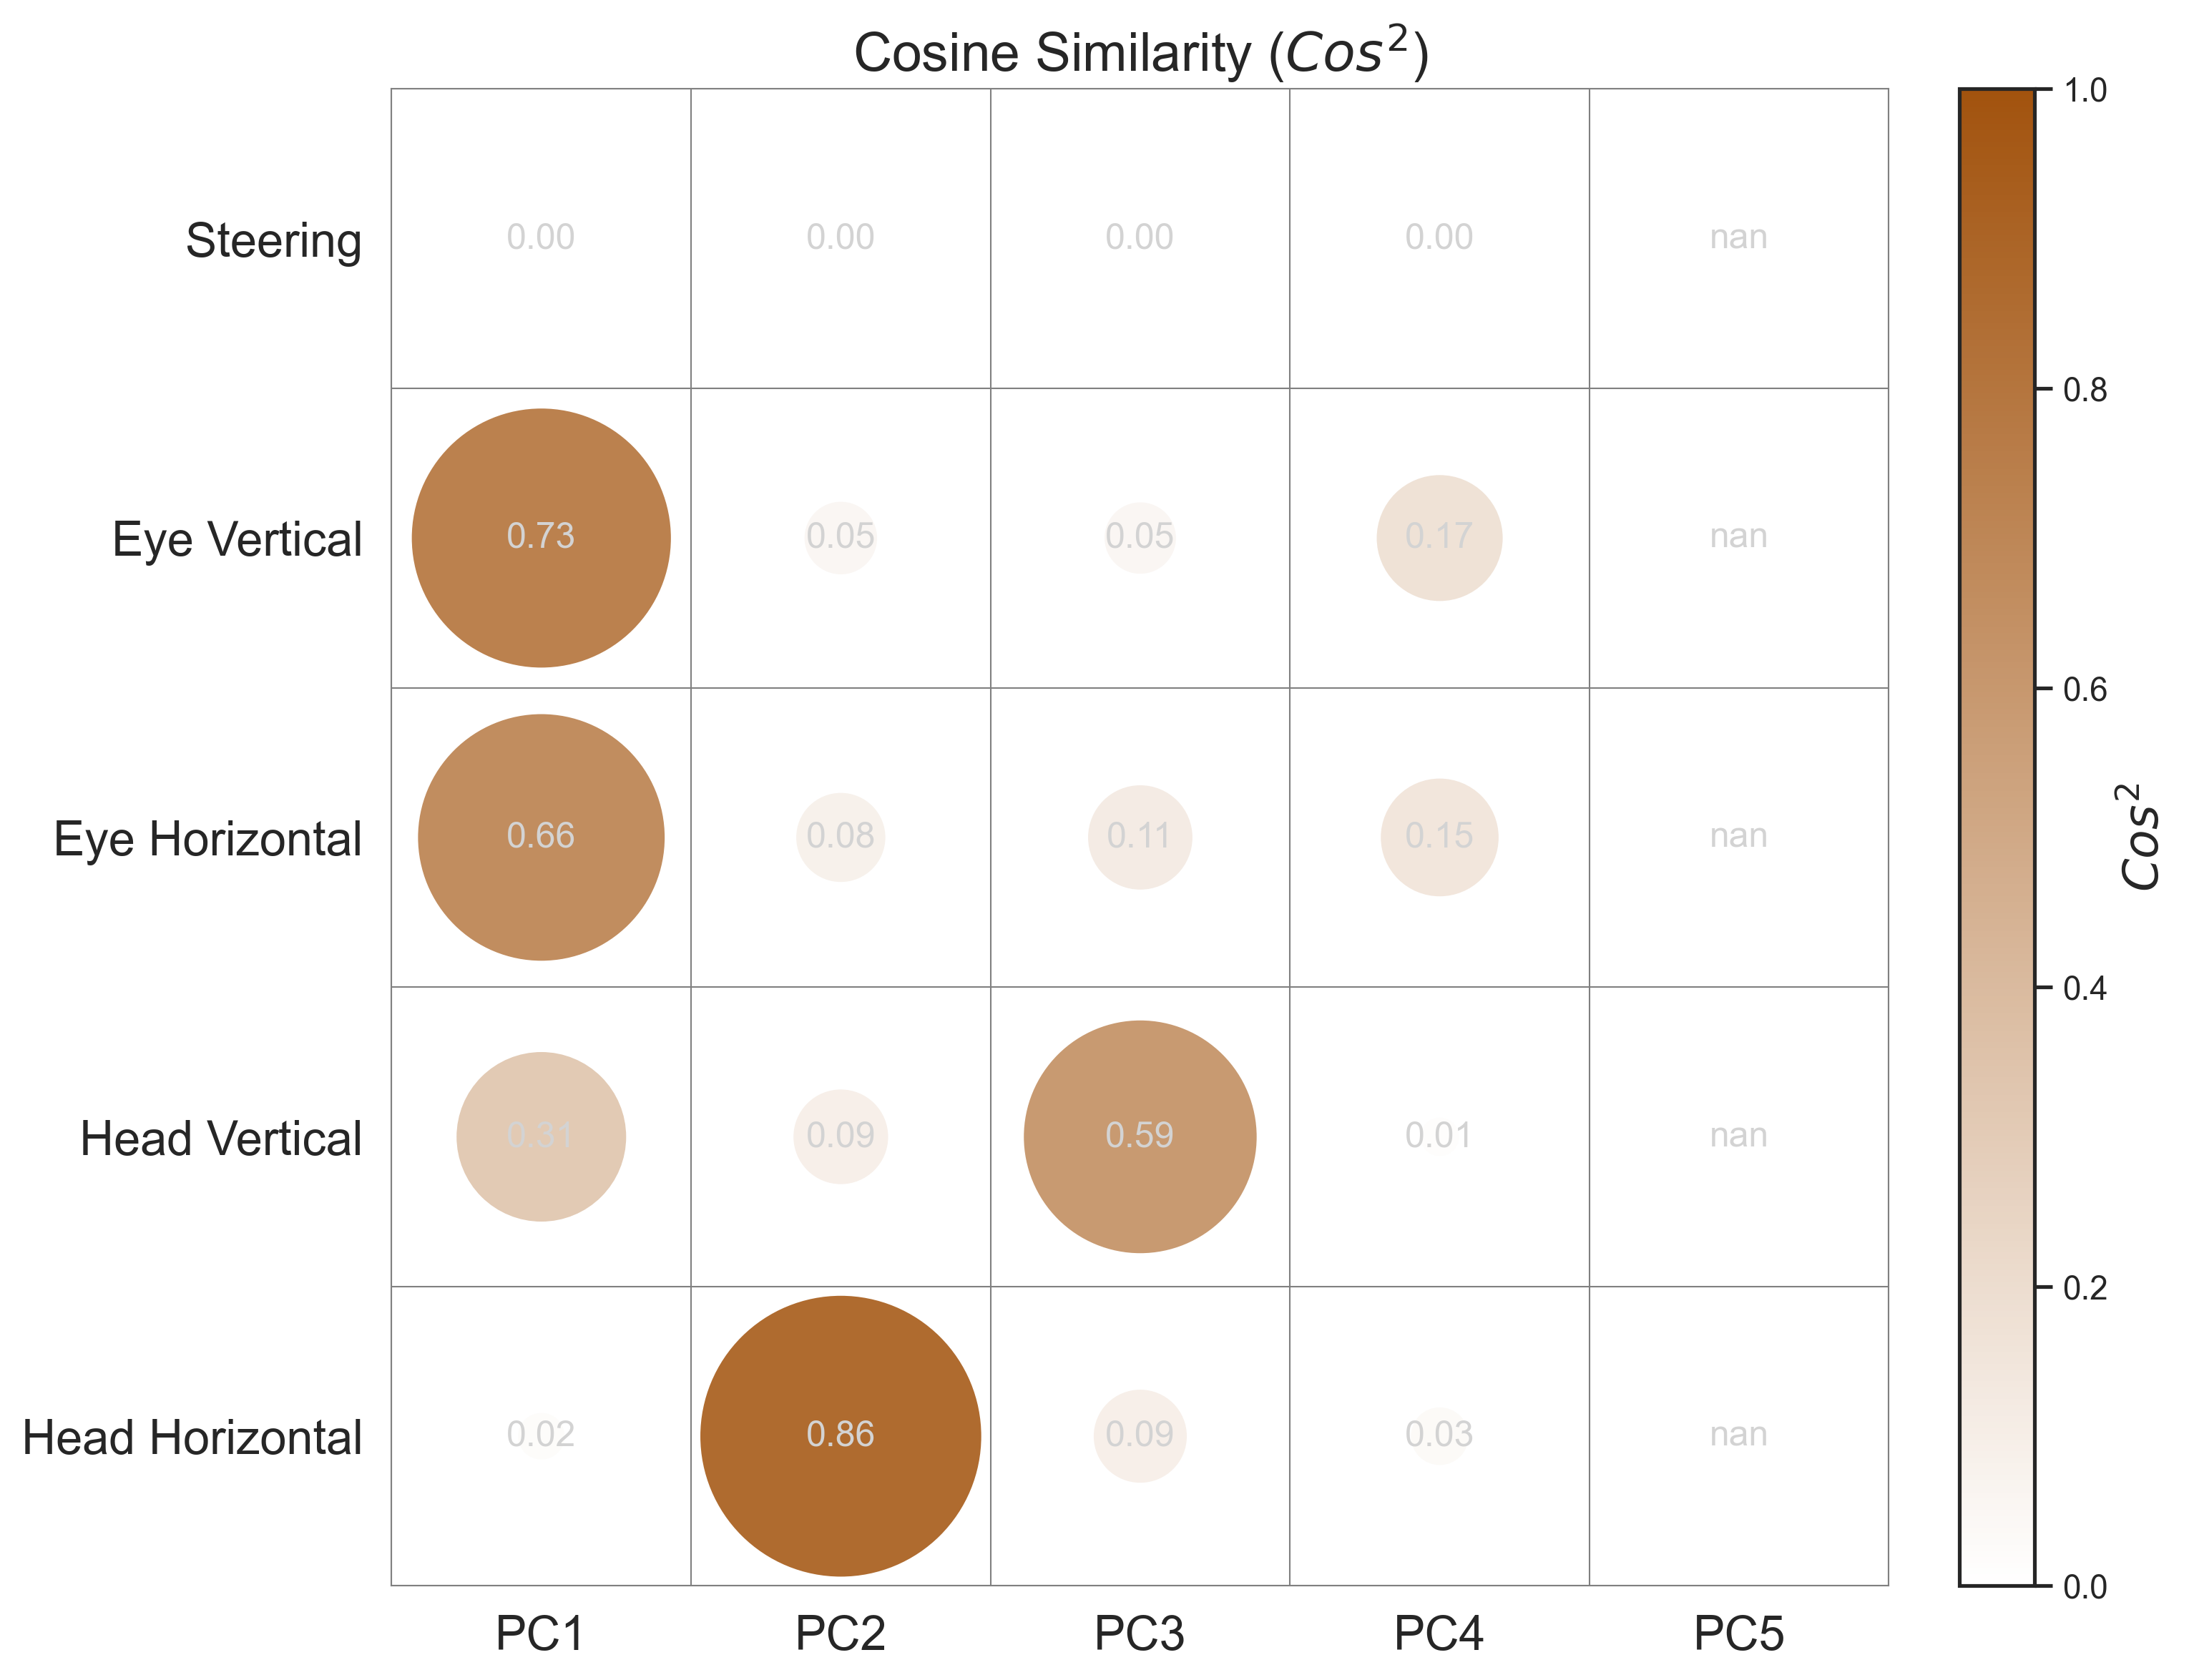 Cosine Similarity (Cos²)
Steering 0.00 0.00 0.00 0.00 nan
Eye Vertical 0.73 0.05 0.05 0.17 nan
Eye Horizontal 0.66 0.08 0.11 0.15 nan
Head Vertical 0.31 0.09 0.59 0.01 nan
Head Horizontal 0.02 0.86 0.09 0.03 nan
PC1 PC2 PC3 PC4 PC5
1.0
0.8
0.6
0.4
0.2
0.0
Cos²